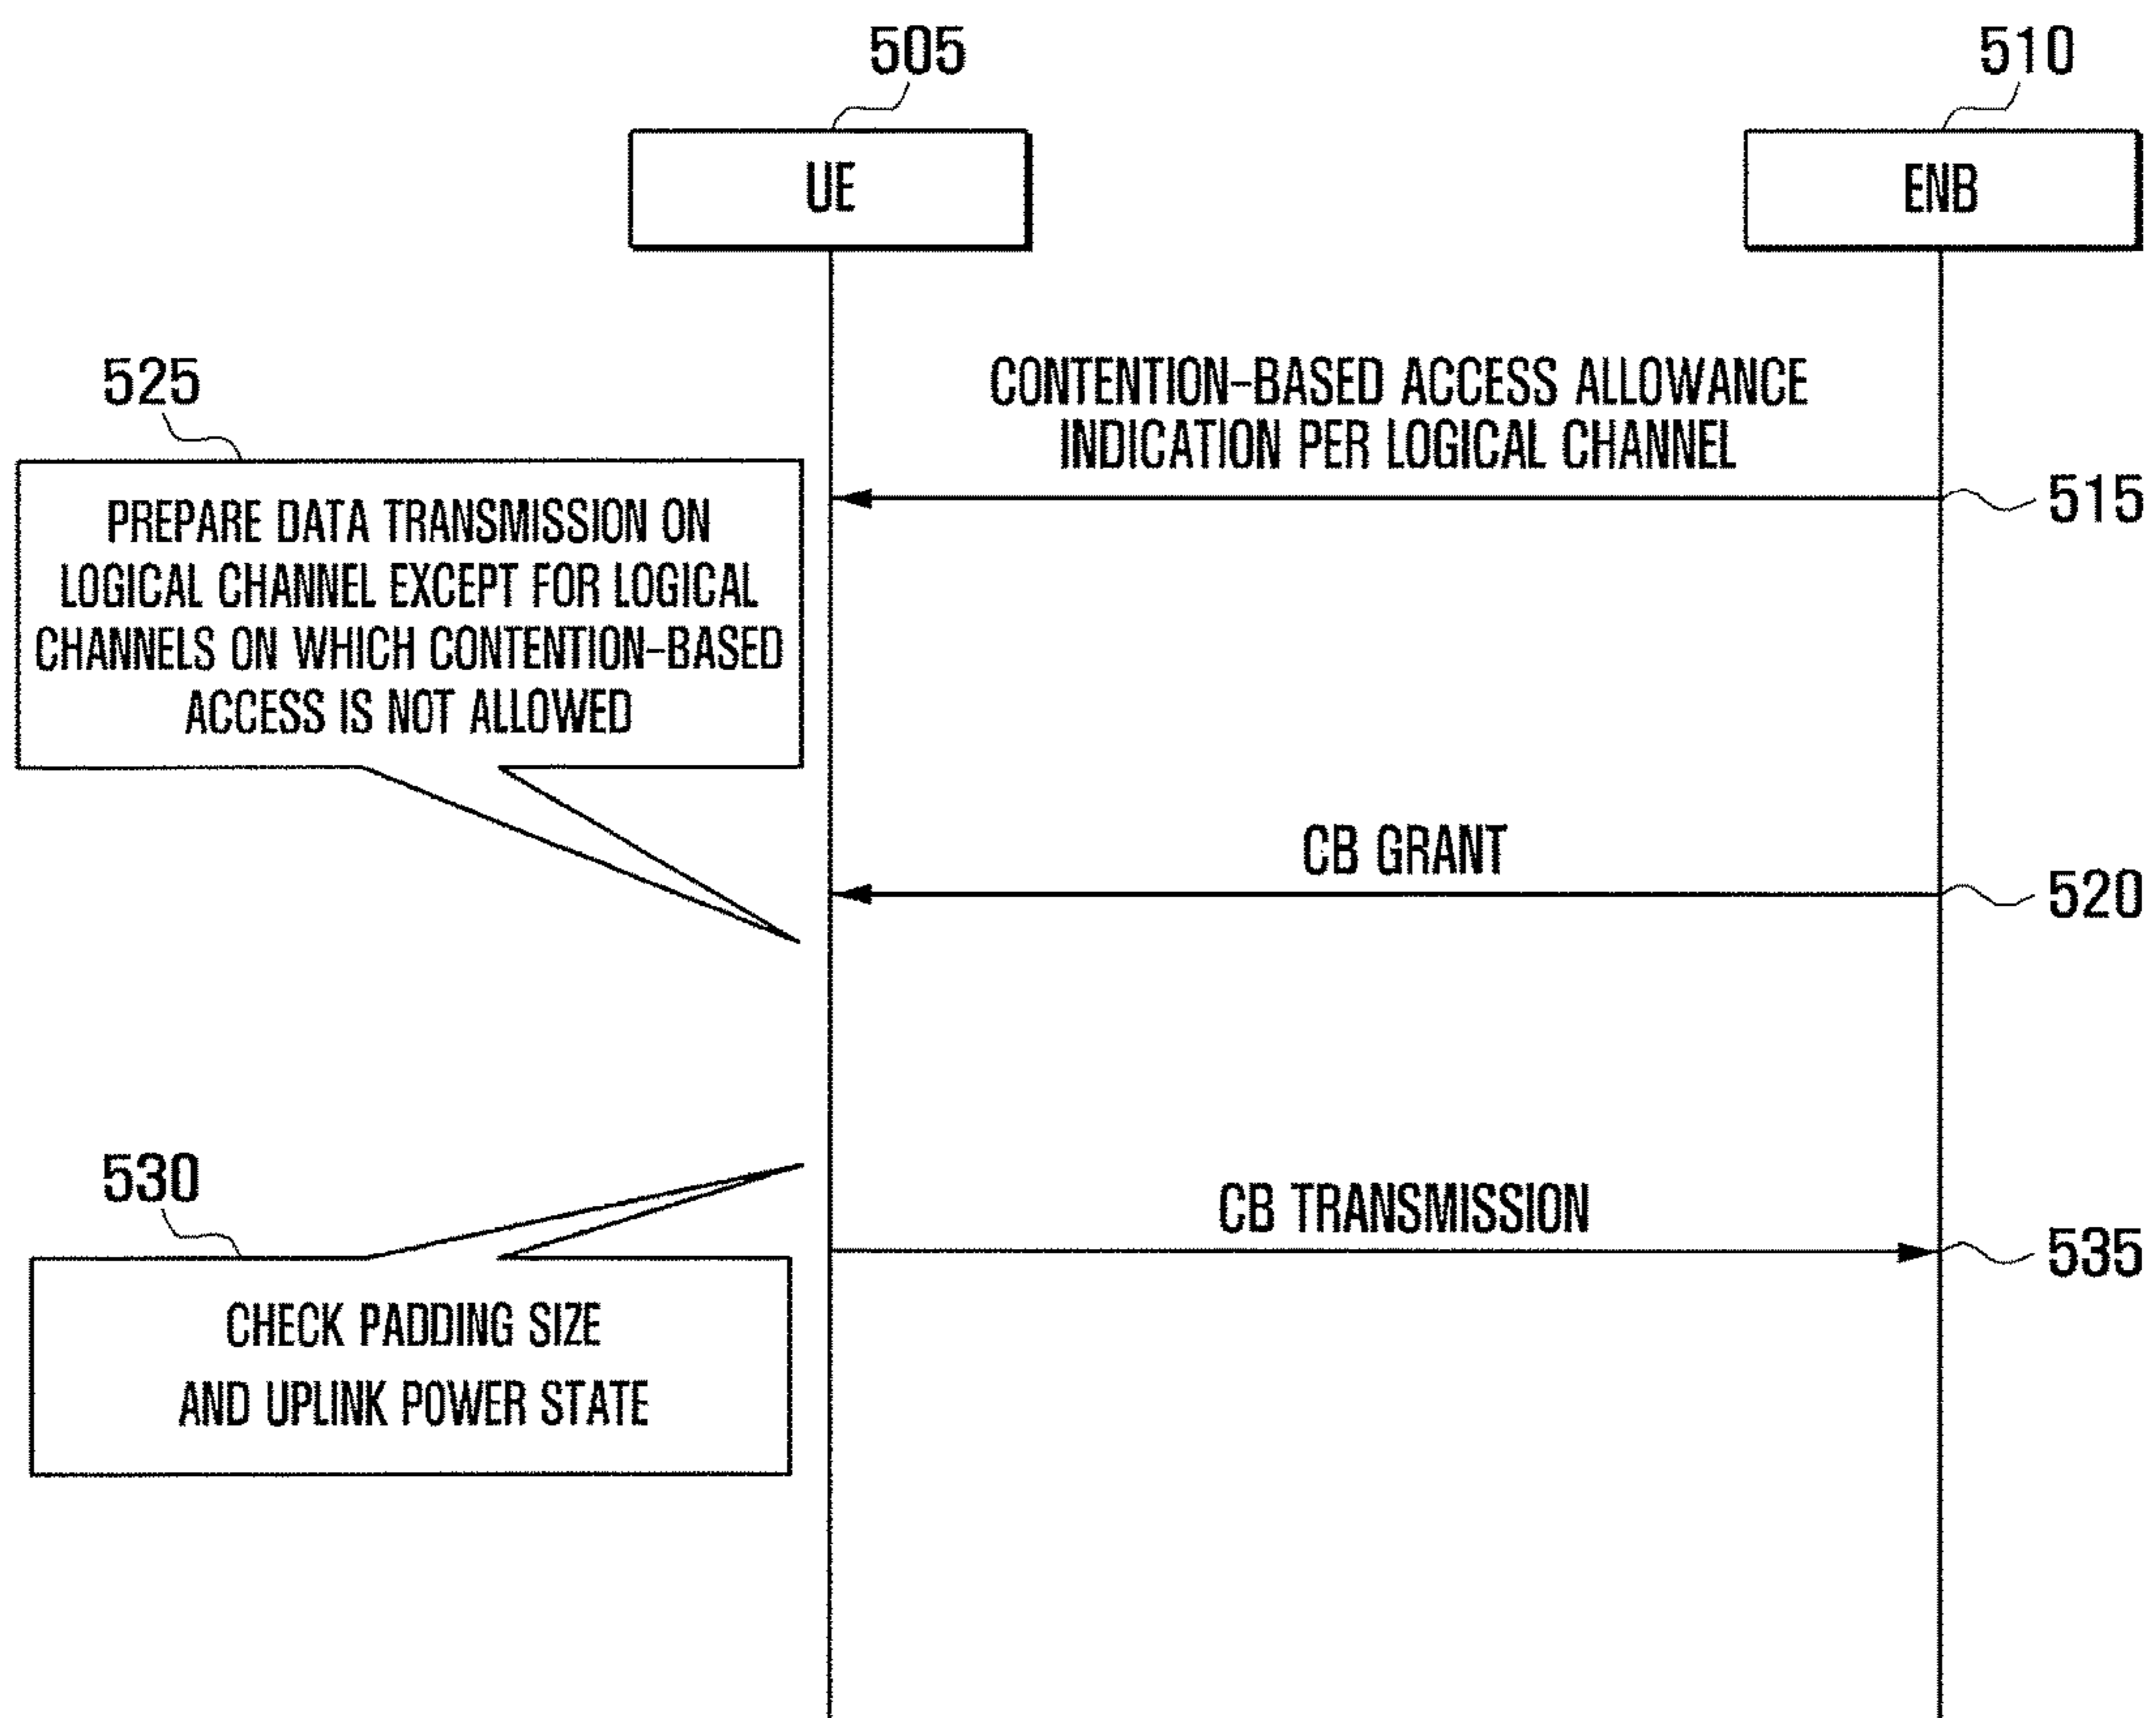 505
510
UE
ENB
CONTENTION-BASED ACCESS ALLOWANCE
INDICATION PER LOGICAL CHANNEL
515
525
PREPARE DATA TRANSMISSION ON
LOGICAL CHANNEL EXCEPT FOR LOGICAL
CHANNELS ON WHICH CONTENTION-BASED
ACCESS IS NOT ALLOWED
CB GRANT
520
530
CHECK PADDING SIZE
AND UPLINK POWER STATE
CB TRANSMISSION
535